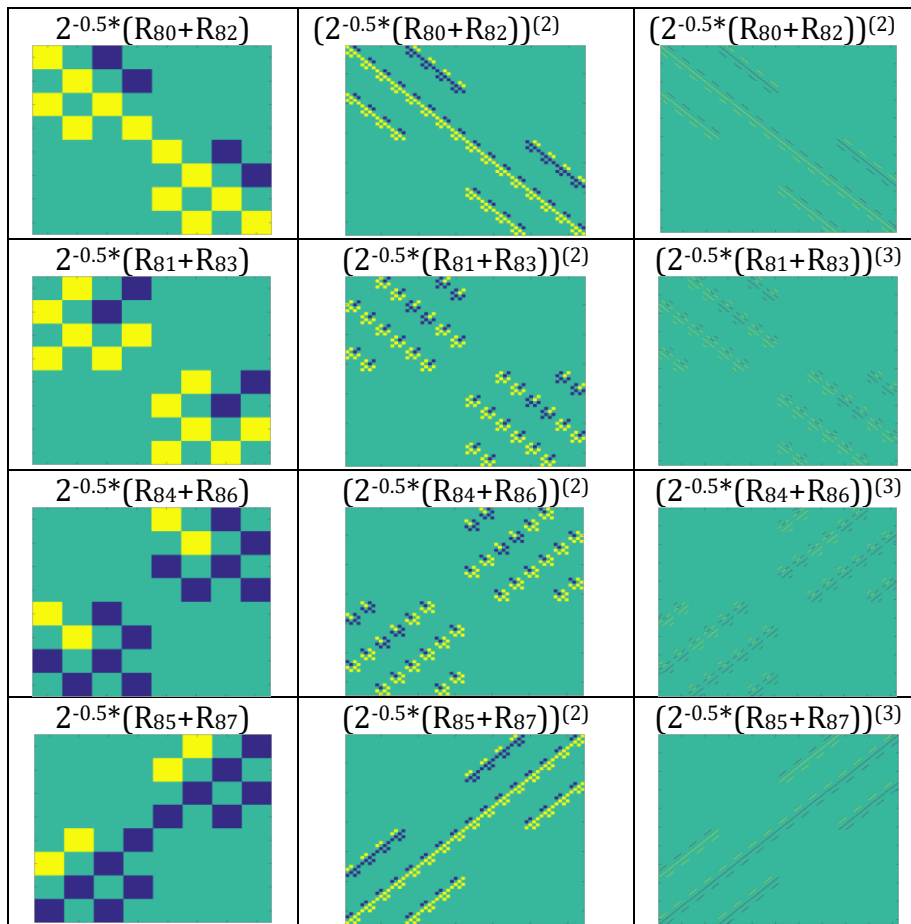 2^-0.5*(R₈₀+R₈₂) (2^-0.5*(R₈₀+R₈₂))^(2) (2^-0.5*(R₈₀+R₈₂))^(2)
2^-0.5*(R₈₁+R₈₃) (2^-0.5*(R₈₁+R₈₃))^(2) (2^-0.5*(R₈₁+R₈₃))^(3)
2^-0.5*(R₈₄+R₈₆) (2^-0.5*(R₈₄+R₈₆))^(2) (2^-0.5*(R₈₄+R₈₆))^(3)
2^-0.5*(R₈₅+R₈₇) (2^-0.5*(R₈₅+R₈₇))^(2) (2^-0.5*(R₈₅+R₈₇))^(3)